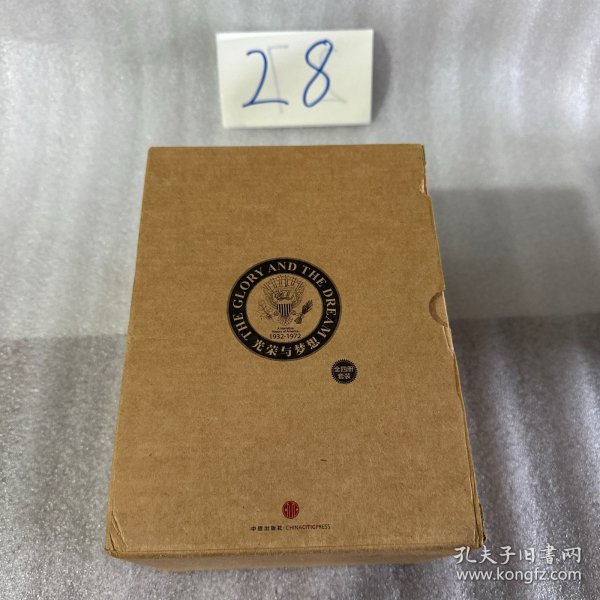 28
THE GLORY AND THE DREAM
1932-1972
光荣与梦想
全四册
套装
中信出版社·CHINACITICPRESS
孔夫子旧书网
www.kongfz.com